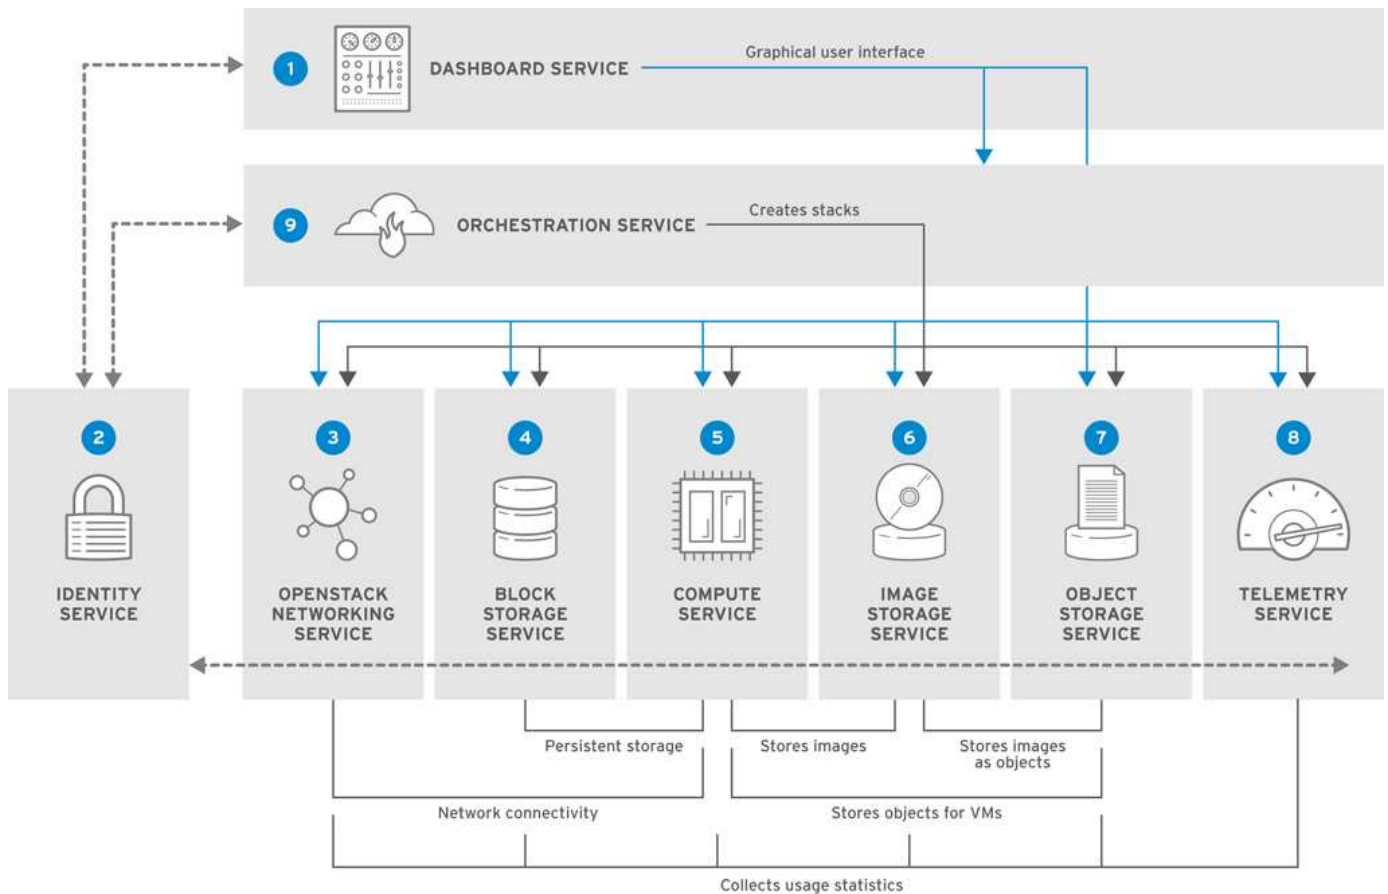 1
DASHBOARD SERVICE
Graphical user interface
9
ORCHESTRATION SERVICE
Creates stacks
2
IDENTITY
SERVICE
3
OPENSTACK
NETWORKING
SERVICE
4
BLOCK
STORAGE
SERVICE
5
COMPUTE
SERVICE
6
IMAGE
STORAGE
SERVICE
7
OBJECT
STORAGE
SERVICE
8
TELEMETRY
SERVICE
Persistent storage
Stores images
Stores images
as objects
Network connectivity
Stores objects for VMs
Collects usage statistics